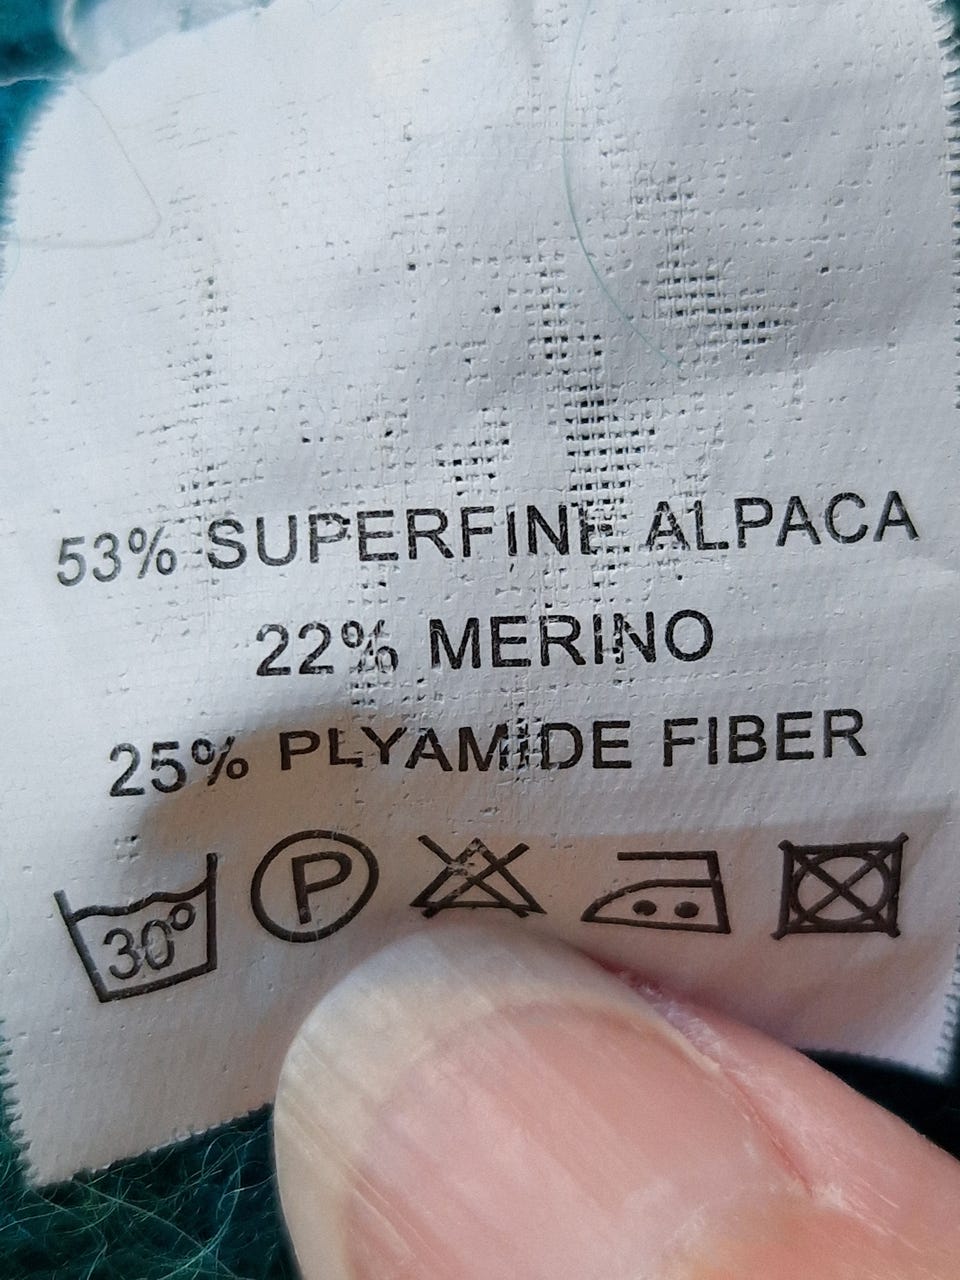 53% SUPERFINE ALPACA
22% MERINO
25% PLYAMIDE FIBER
30° P